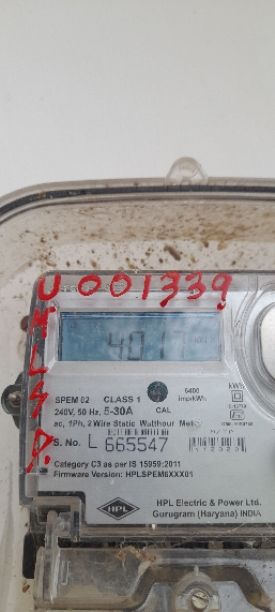 U001339
4017
6400
imp/kWh
SPEM 02 CLASS 1
240V, 50 Hz, 5-30A CAL
kWh
ac, 1Ph, 2 Wire Static Watthour Meter
S. No. L 665547
Category C3 as per IS 15959:2011
Firmware Version: HPLSPEM6XXX01
HPL
HPL Electric & Power Ltd.
Gurugram (Haryana) INDIA